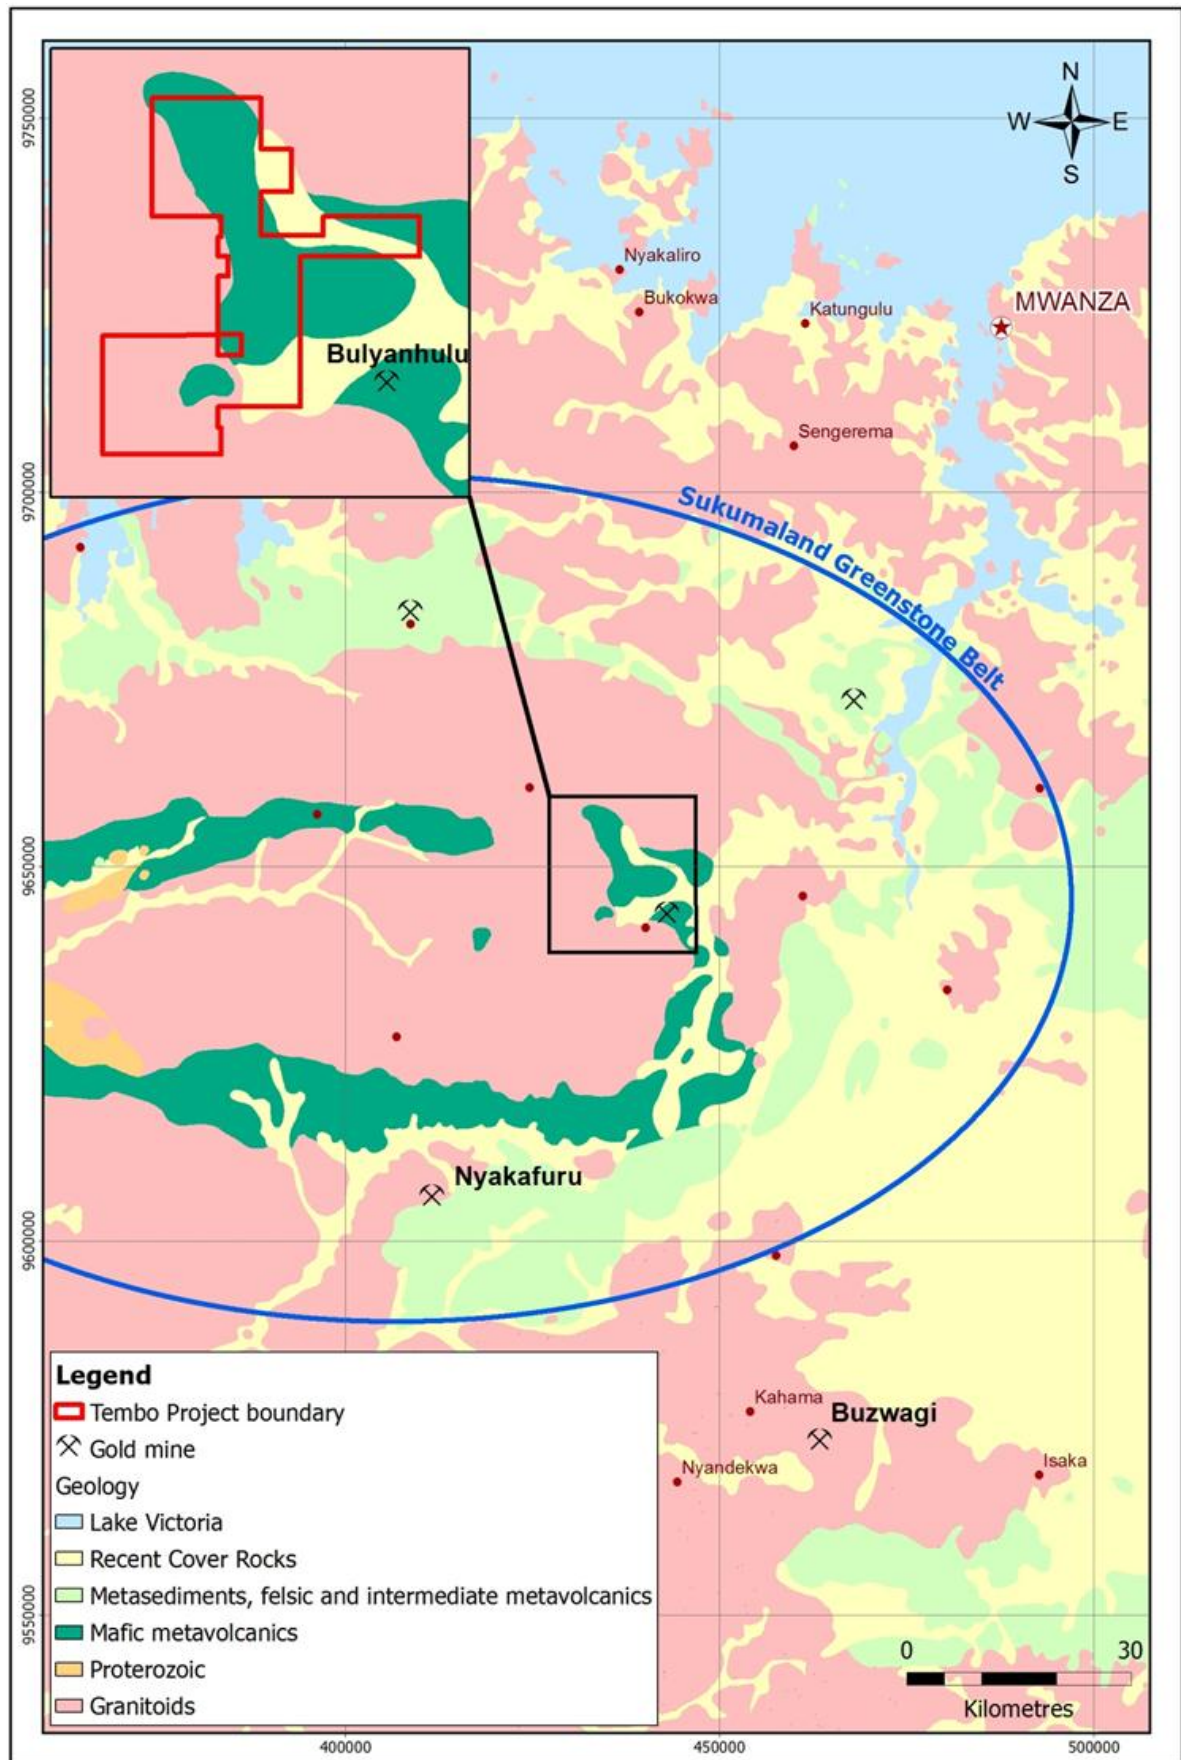 N
W E
S
9750000
9700000
9650000
9600000
9550000
Bulyanhulu
Nyakaliro
Bukokwa
Katungulu
MWANZA
Sengerema
Sukumaland Greenstone Belt
Nyakafuru
Kahama
Buzwagi
Nyandekwa
Isaka
Legend
Tembo Project boundary
Gold mine
Geology
Lake Victoria
Recent Cover Rocks
Metasediments, felsic and intermediate metavolcanics
Mafic metavolcanics
Proterozoic
Granitoids
0 30
Kilometres
400000 450000 500000